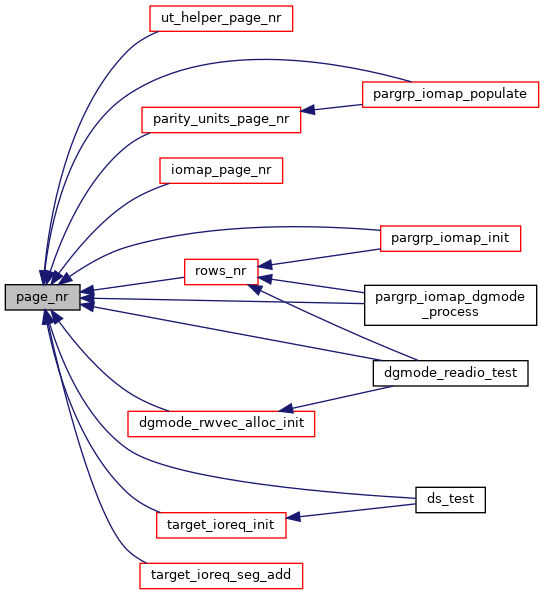 ut_helper_page_nr
pargrp_iomap_populate
parity_units_page_nr
iomap_page_nr
pargrp_iomap_init
rows_nr
page_nr
pargrp_iomap_dgmode
_process
dgmode_readio_test
dgmode_rwvec_alloc_init
ds_test
target_ioreq_init
target_ioreq_seg_add